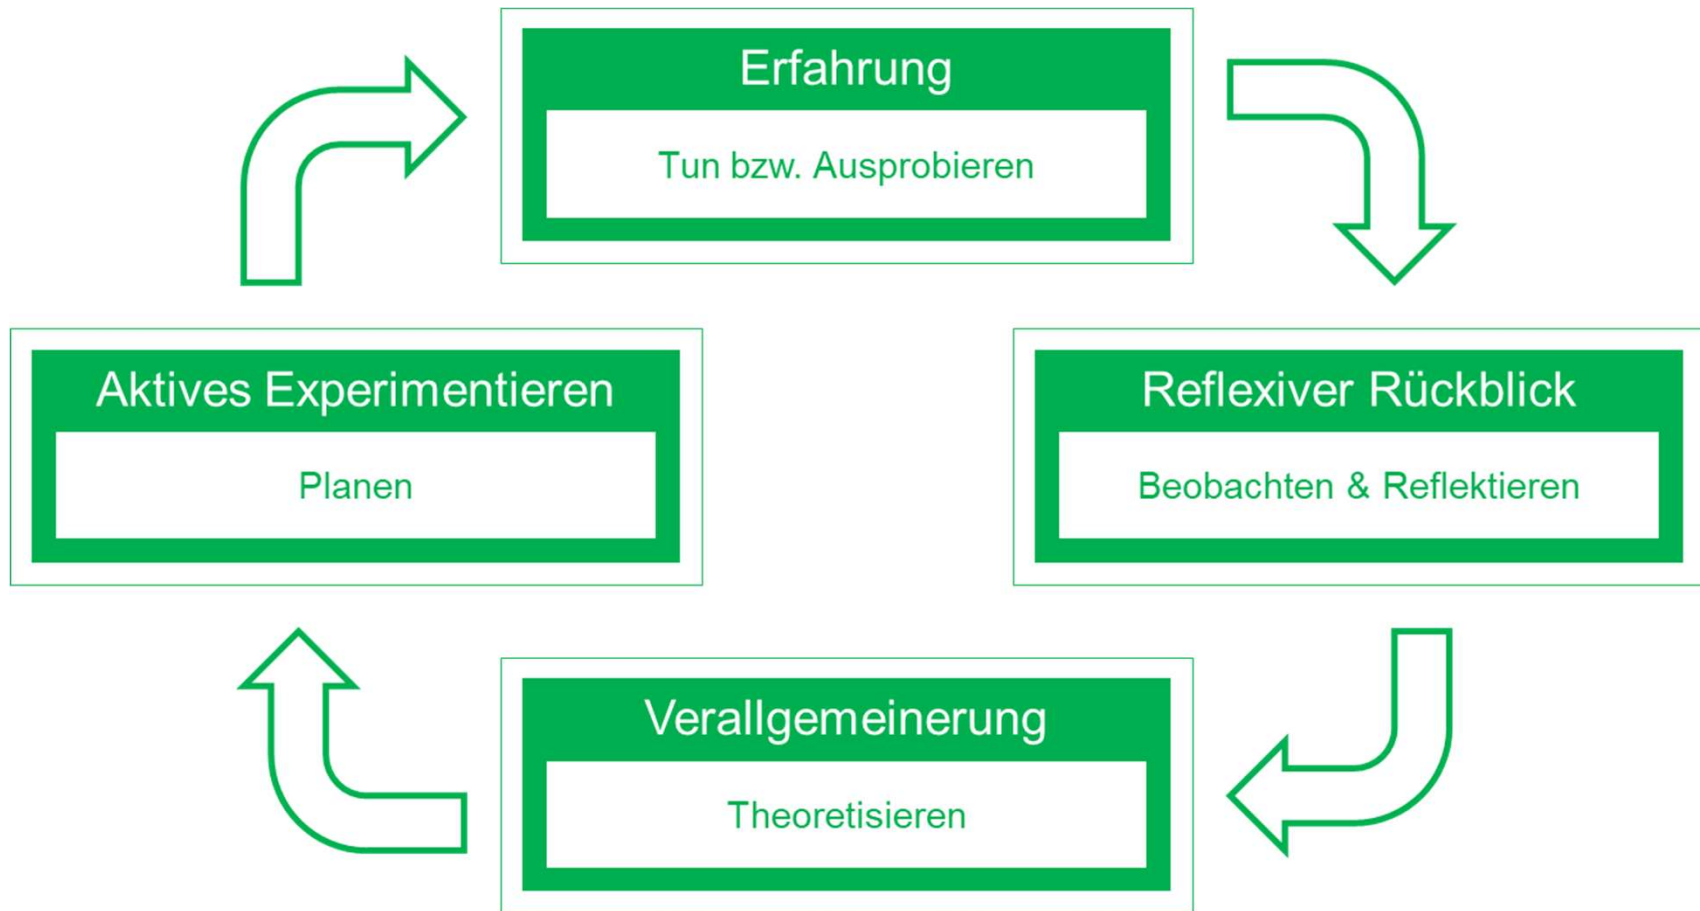 Erfahrung
Tun bzw. Ausprobieren
Aktives Experimentieren
Planen
Reflexiver Rückblick
Beobachten & Reflektieren
Verallgemeinerung
Theoretisieren